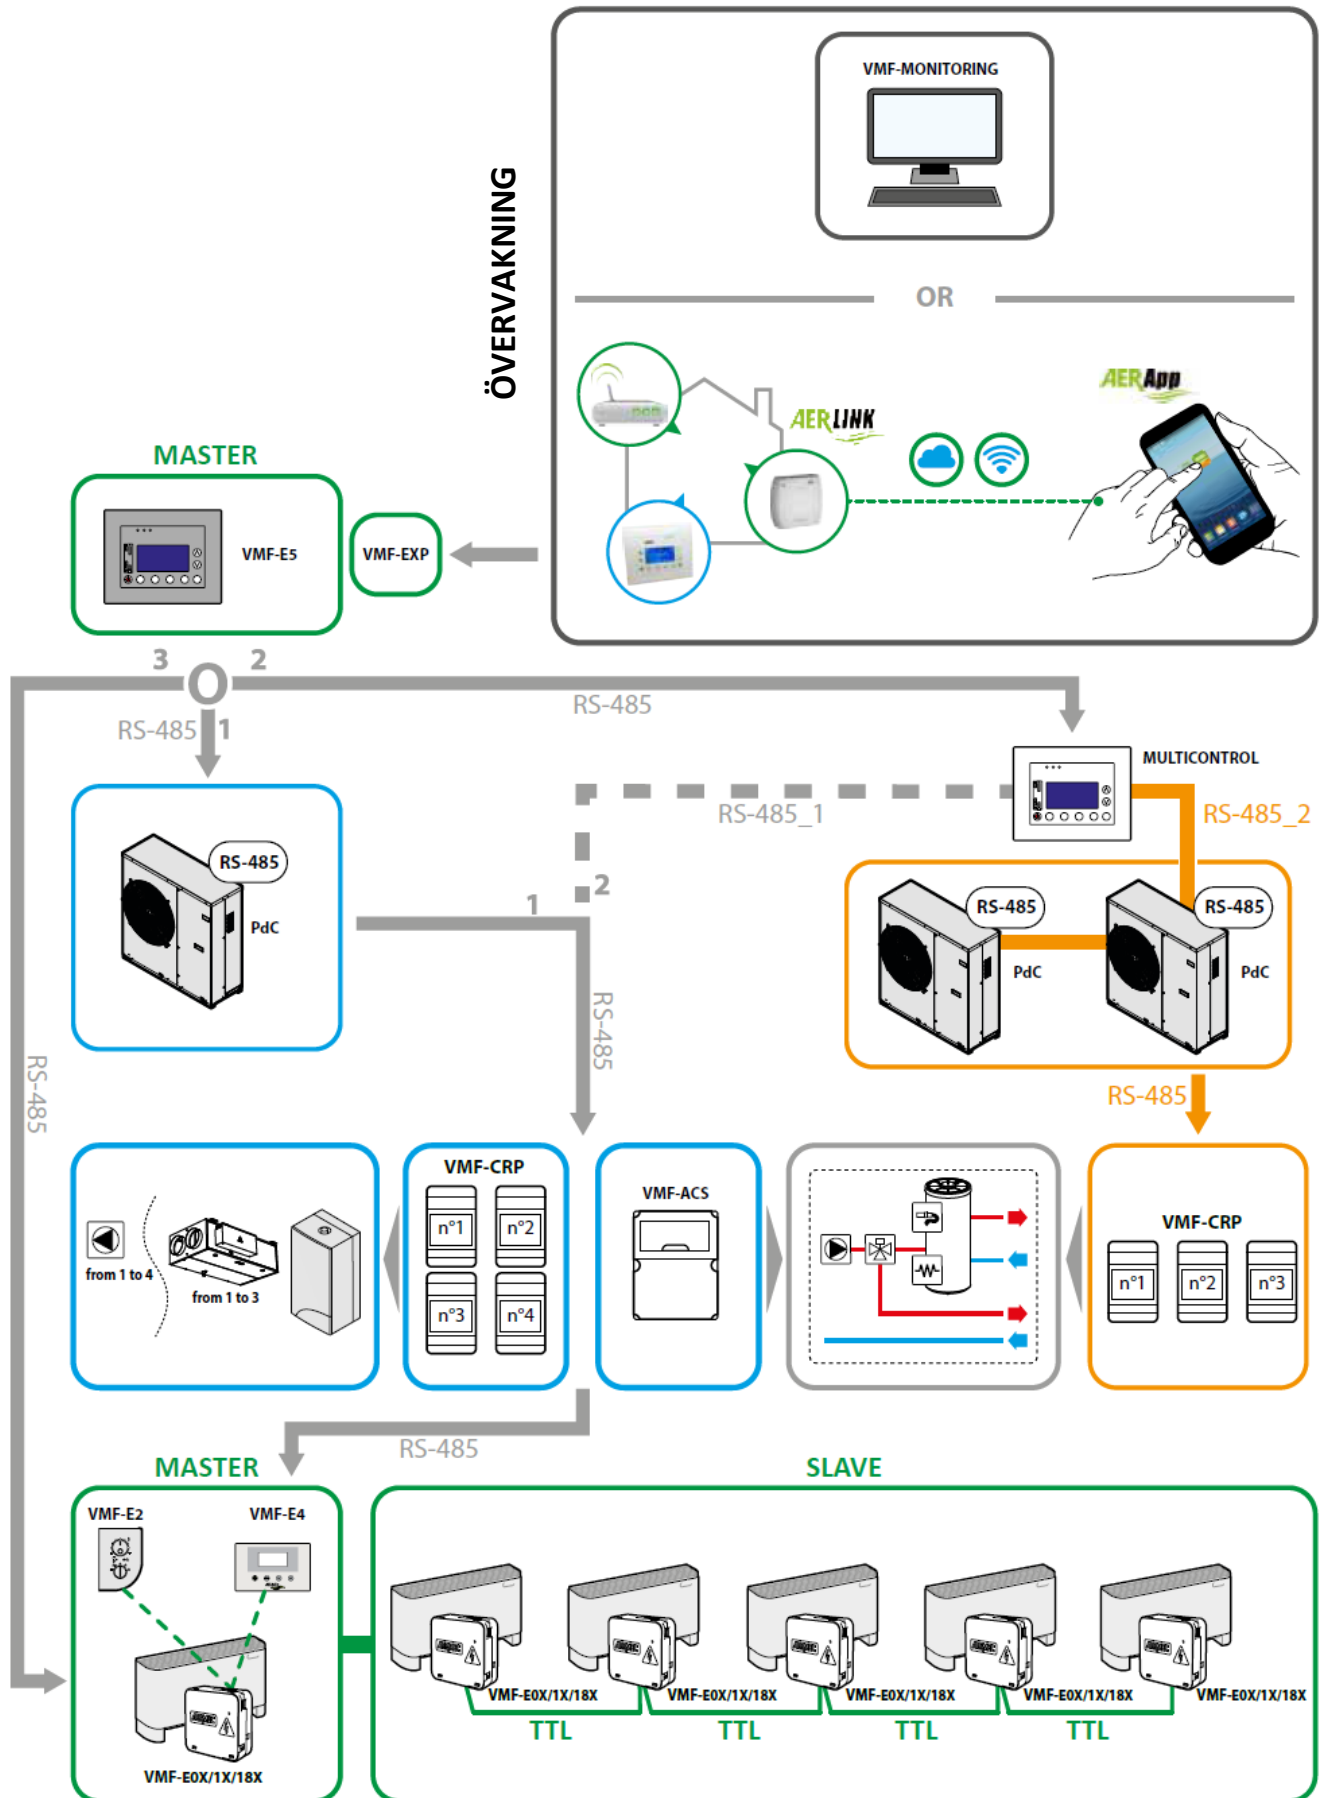 VMF-MONITORING
ÖVERVAKNING
OR
AERLINK
AERApp
MASTER
VMF-E5
VMF-EXP
3
2
1
RS-485
RS-485
RS-485
MULTICONTROL
RS-485_1
RS-485_2
RS-485
PdC
1
2
RS-485
RS-485
RS-485
PdC
PdC
RS-485
VMF-CRP
n°1
n°2
n°3
n°4
from 1 to 4
from 1 to 3
VMF-ACS
VMF-CRP
n°1
n°2
n°3
RS-485
MASTER
VMF-E2
VMF-E4
VMF-E0X/1X/18X
SLAVE
VMF-E0X/1X/18X
VMF-E0X/1X/18X
VMF-E0X/1X/18X
VMF-E0X/1X/18X
VMF-E0X/1X/18X
TTL
TTL
TTL
TTL